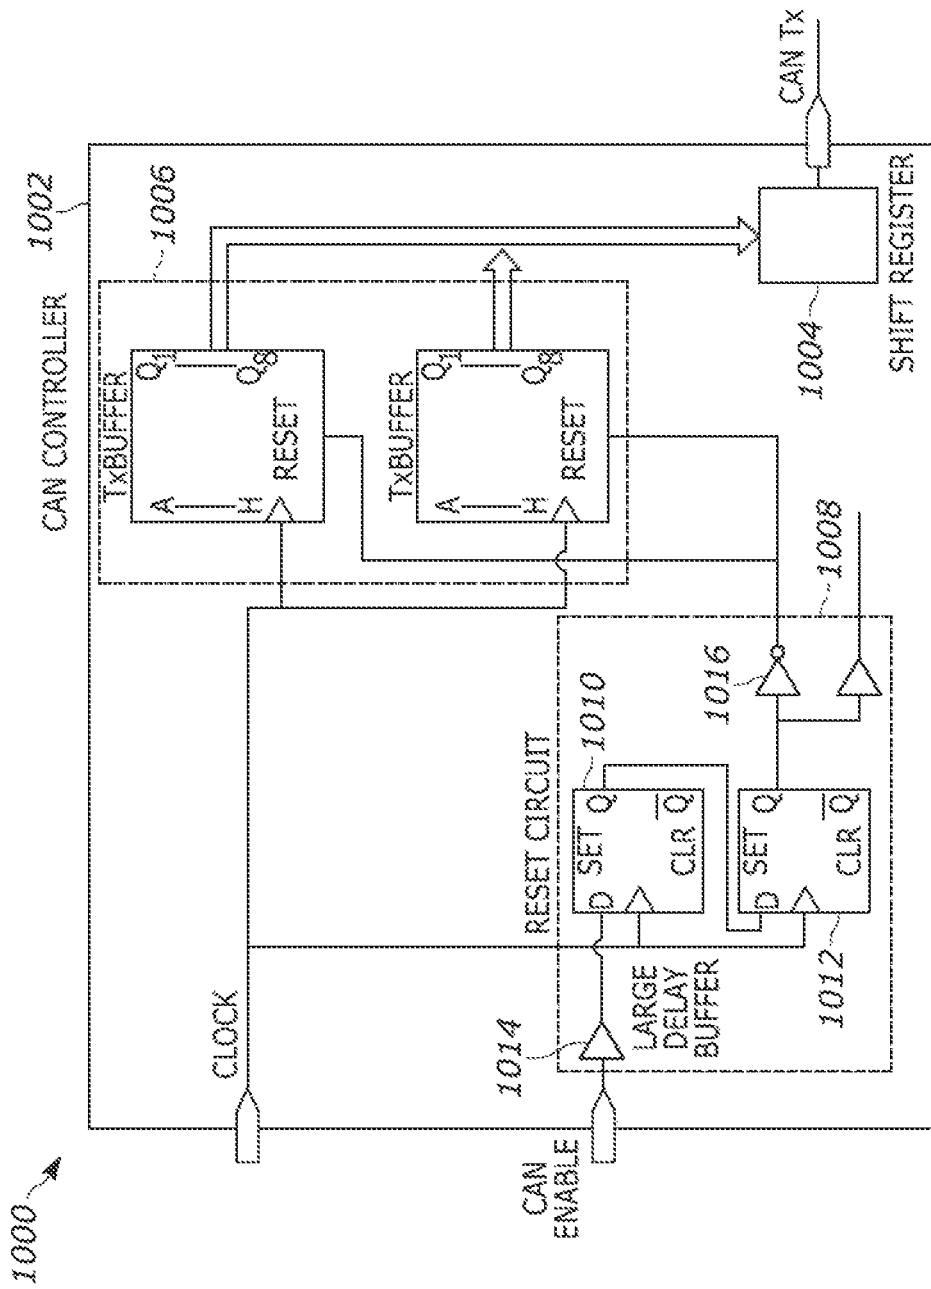 1000
1002
CAN CONTROLLER
TxBUFFER
1006
A
Q1
H
Q8
RESET
CLOCK
TxBUFFER
A
Q1
H
Q8
RESET
CAN
ENABLE
1014
RESET CIRCUIT
1010
D
SET
Q
CLR
Q̅
LARGE
DELAY
BUFFER
1016
D
SET
Q
CLR
Q̅
1012
1008
1004
CAN Tx
SHIFT REGISTER